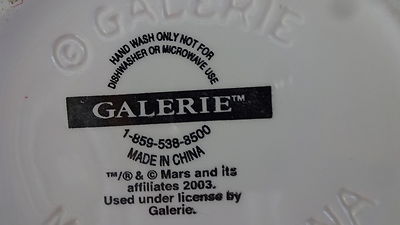 © GALERIE
HAND WASH ONLY NOT FOR
DISHWASHER OR MICROWAVE USE
GALERIE™
1-859-538-8500
MADE IN CHINA
™/® & © Mars and its
affiliates 2003.
Used under license by
Galerie.